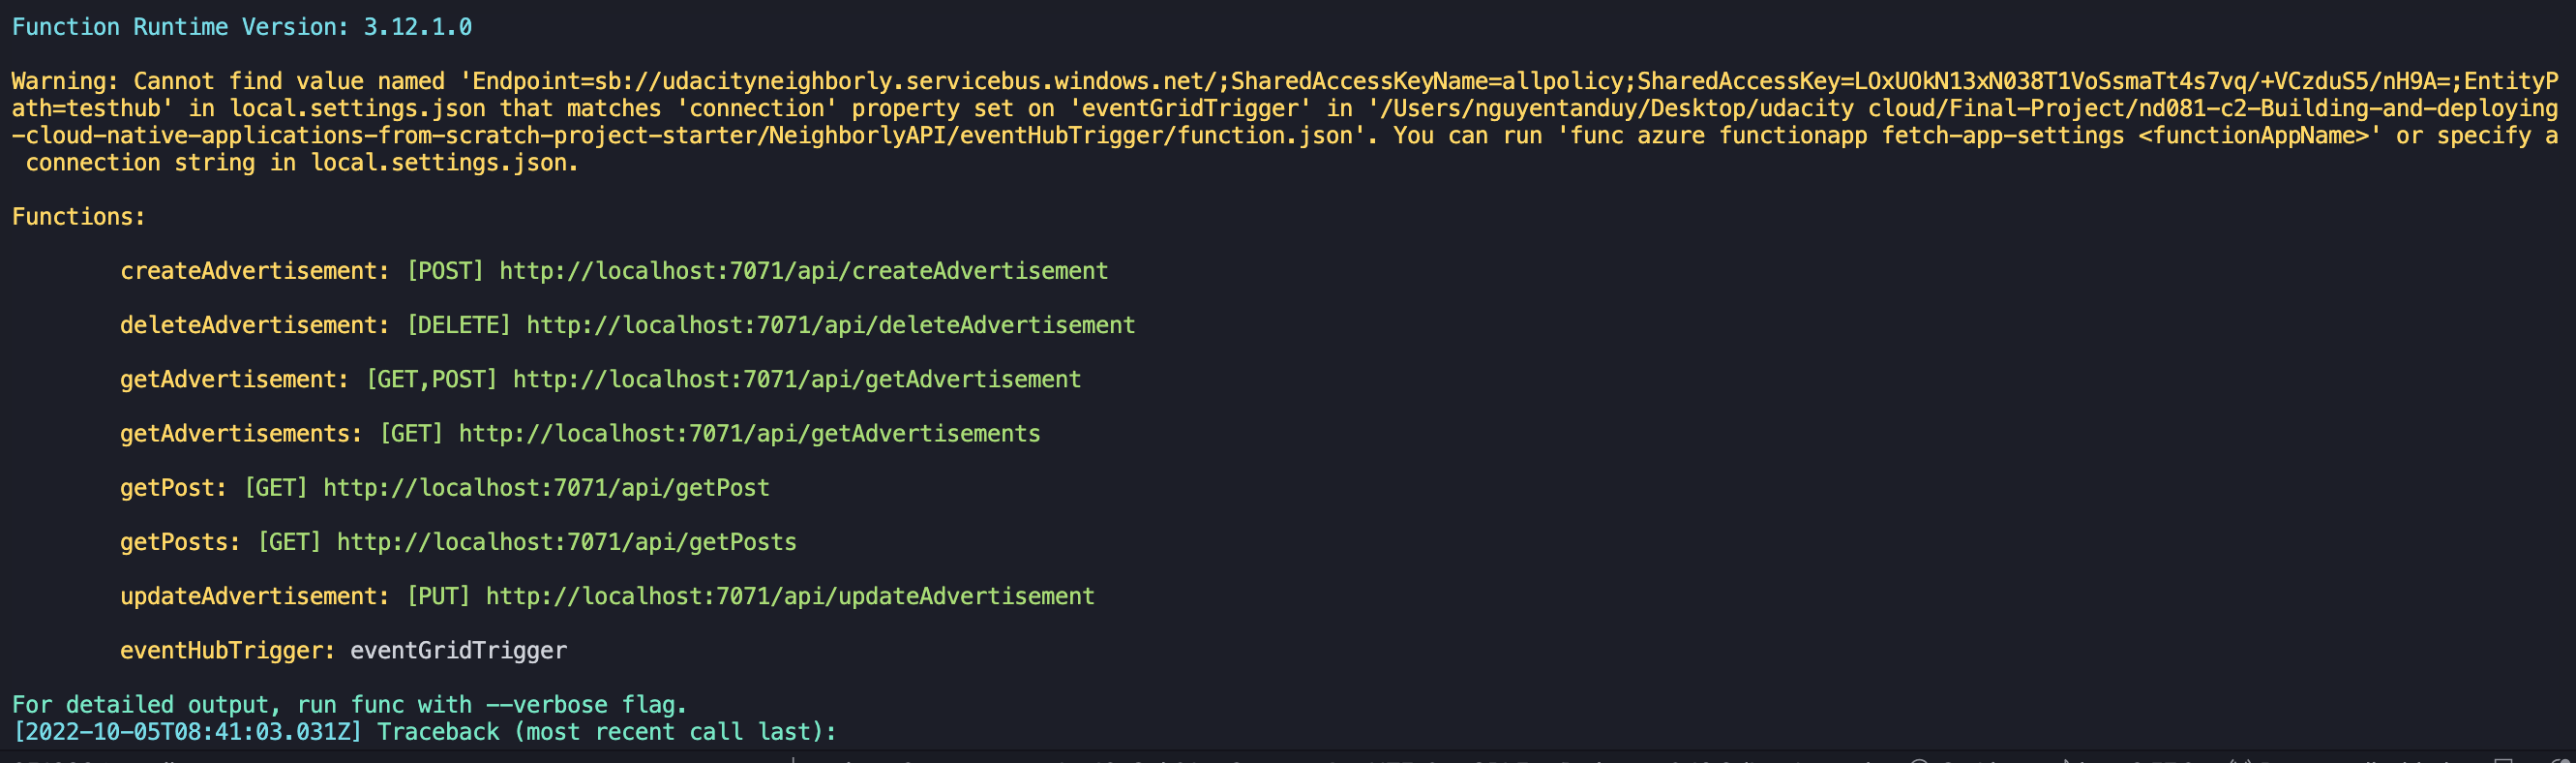 Function Runtime Version: 3.12.1.0
Warning: Cannot find value named 'Endpoint=sb://udacityneighborly.servicebus.windows.net/;SharedAccessKeyName=allpolicy;SharedAccessKey=LOxUOkN13xN038T1VoSsmaTt4s7vq/+VCzduS5/nH9A=;EntityP
ath=testhub' in local.settings.json that matches 'connection' property set on 'eventGridTrigger' in '/Users/nguyentanduy/Desktop/udacity cloud/Final-Project/nd081-c2-Building-and-deploying
-cloud-native-applications-from-scratch-project-starter/NeighborlyAPI/eventHubTrigger/function.json'. You can run 'func azure functionapp fetch-app-settings <functionAppName>' or specify a
connection string in local.settings.json.
Functions:
createAdvertisement: [POST] http://localhost:7071/api/createAdvertisement
deleteAdvertisement: [DELETE] http://localhost:7071/api/deleteAdvertisement
getAdvertisement: [GET,POST] http://localhost:7071/api/getAdvertisement
getAdvertisements: [GET] http://localhost:7071/api/getAdvertisements
getPost: [GET] http://localhost:7071/api/getPost
getPosts: [GET] http://localhost:7071/api/getPosts
updateAdvertisement: [PUT] http://localhost:7071/api/updateAdvertisement
eventHubTrigger: eventGridTrigger
For detailed output, run func with --verbose flag.
[2022-10-05T08:41:03.031Z] Traceback (most recent call last):